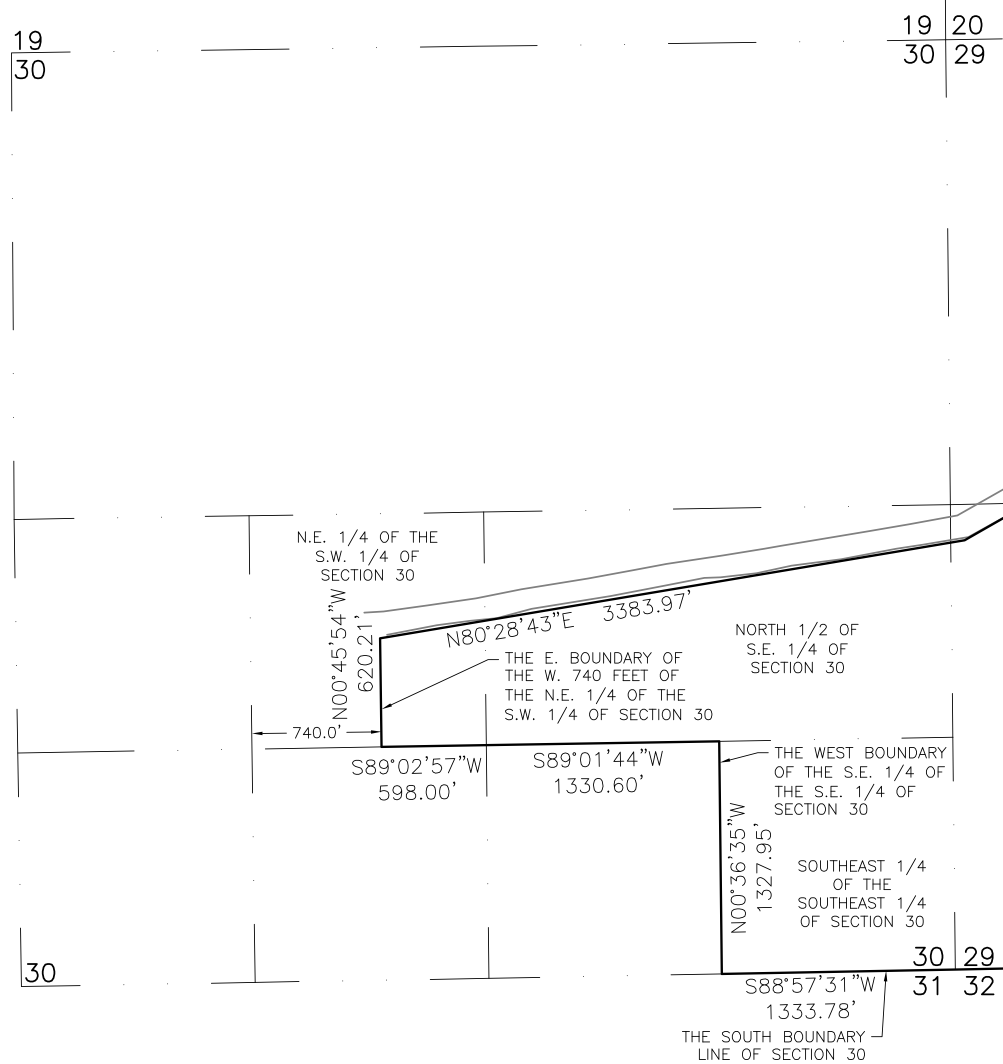 19
30
19 20
30 29
N.E. 1/4 OF THE
S.W. 1/4 OF
SECTION 30
N00°45'54"W
620.21'
N80°28'43"E 3383.97'
NORTH 1/2 OF
S.E. 1/4 OF
SECTION 30
THE E. BOUNDARY OF
THE W. 740 FEET OF
THE N.E. 1/4 OF THE
S.W. 1/4 OF SECTION 30
740.0'
S89°02'57"W
598.00'
S89°01'44"W
1330.60'
THE WEST BOUNDARY
OF THE S.E. 1/4 OF
THE S.E. 1/4 OF
SECTION 30
N00°36'35"W
1327.95'
SOUTHEAST 1/4
OF THE
SOUTHEAST 1/4
OF SECTION 30
30
30 29
31 32
S88°57'31"W
1333.78'
THE SOUTH BOUNDARY
LINE OF SECTION 30